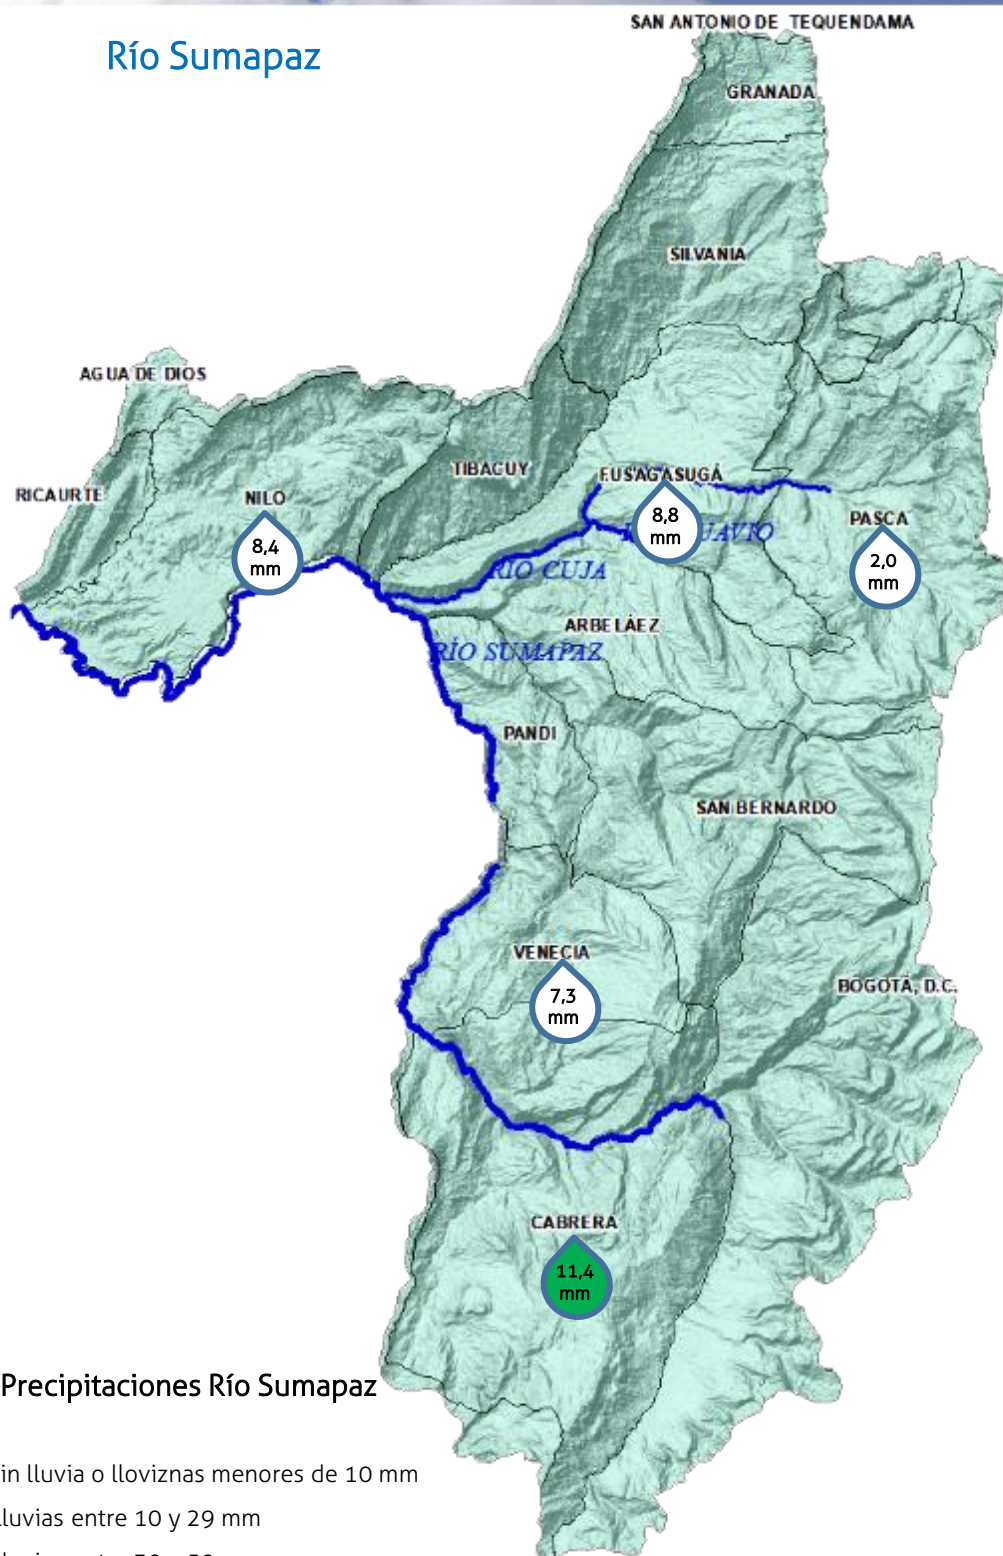 SAN ANTONIO DE TEQUENDAMA
Río Sumapaz
GRANADA
SILVANIA
AGUA DE DIOS
TIBACUY
FUSAGASUGÁ
RICAURTE
NILO
8,8
mm
PASCA
8,4
mm
2,0
mm
RÍO CUJA
ARBELÁEZ
RÍO SUMAPAZ
PANDI
SAN BERNARDO
VENECIA
7,3
mm
BOGOTÁ, D.C.
CABRERA
11,4
mm
Precipitaciones Río Sumapaz
in lluvia o lloviznas menores de 10 mm
lluvias entre 10 y 29 mm